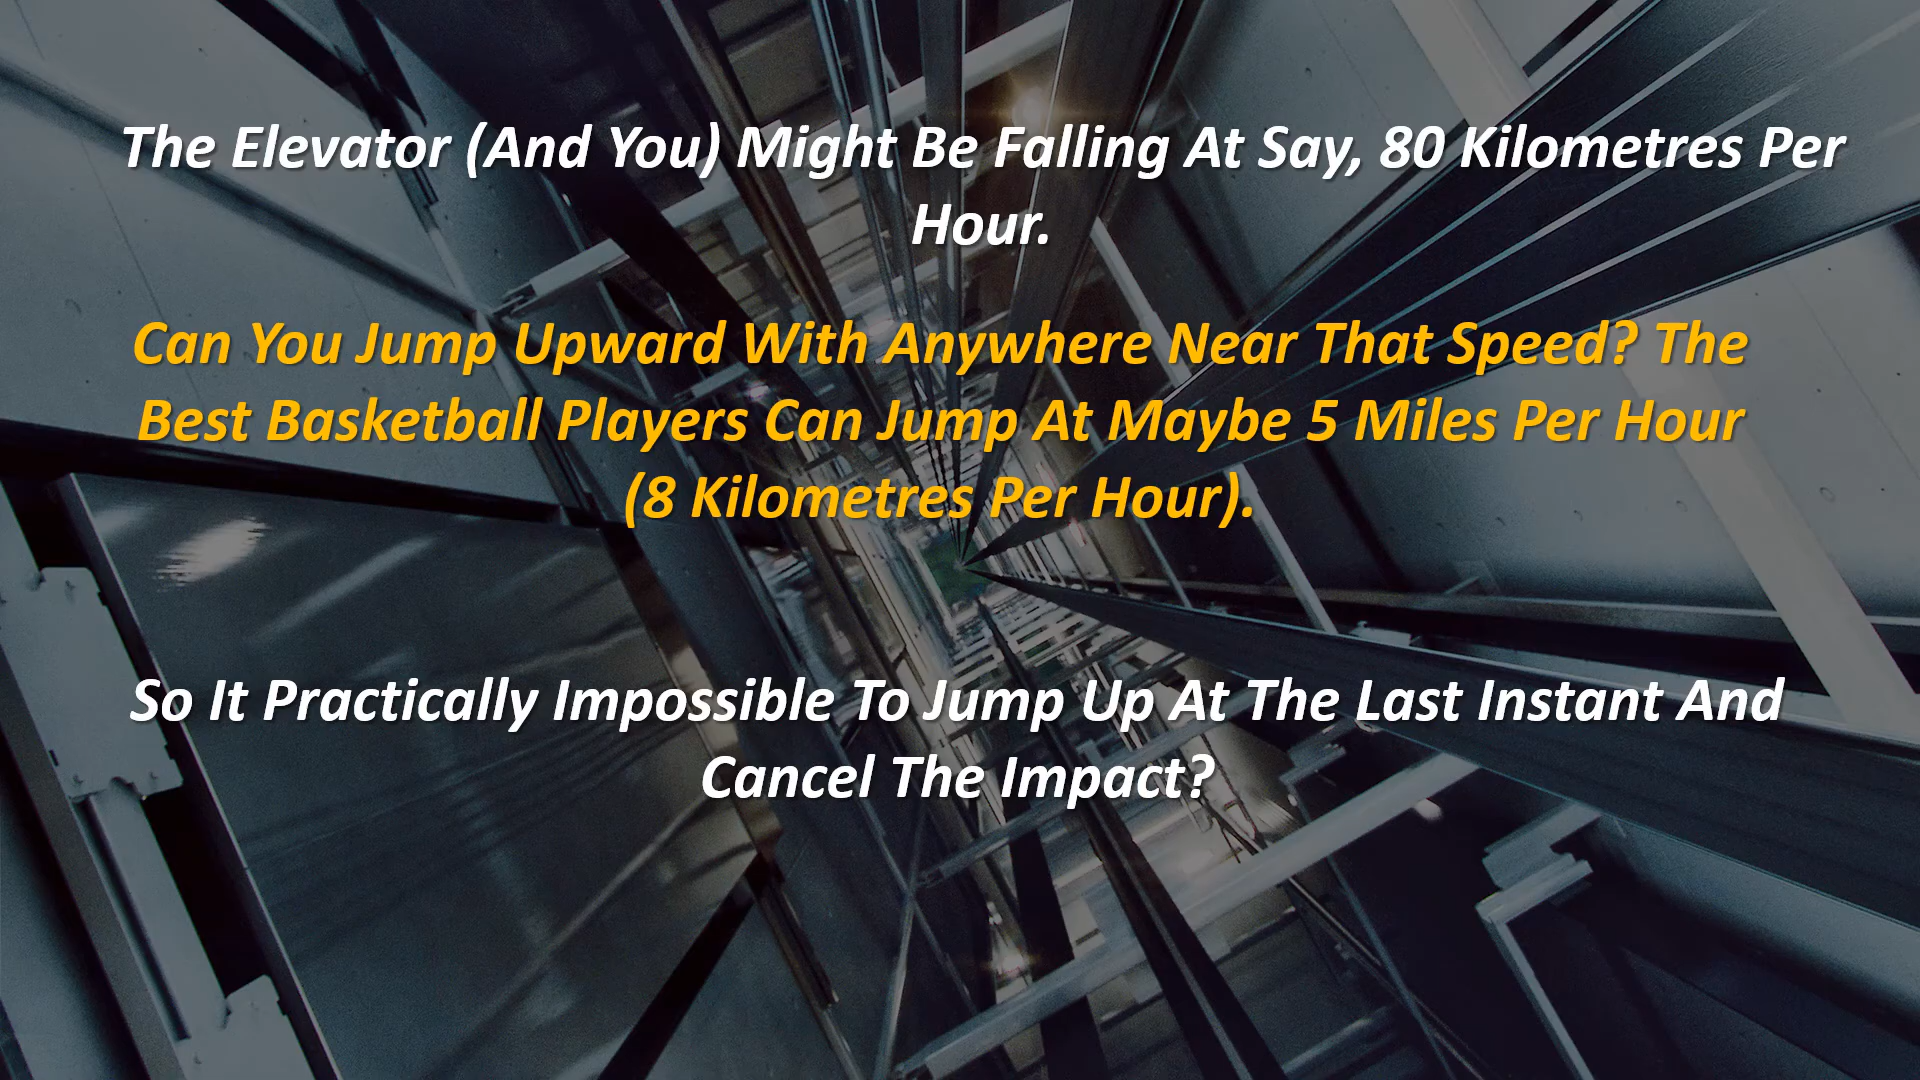 The Elevator (And You) Might Be Falling At Say, 80 Kilometres Per
Hour.
Can You Jump Upward With Anywhere Near That Speed? The
Best Basketball Players Can Jump At Maybe 5 Miles Per Hour
(8 Kilometres Per Hour).
So It Practically Impossible To Jump Up At The Last Instant And
Cancel The Impact?